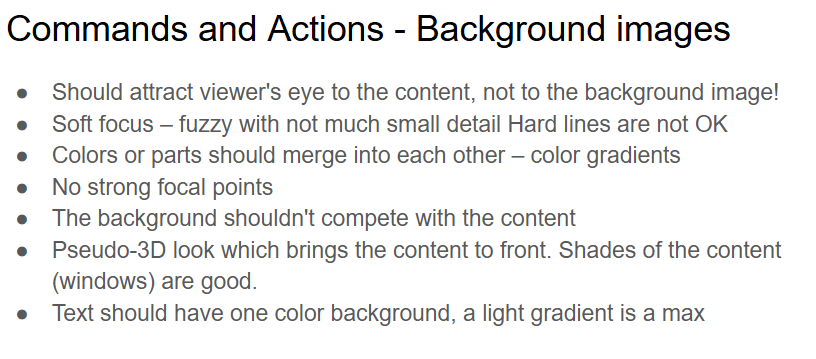 Commands and Actions - Background images
● Should attract viewer's eye to the content, not to the background image!
● Soft focus – fuzzy with not much small detail Hard lines are not OK
● Colors or parts should merge into each other – color gradients
● No strong focal points
● The background shouldn't compete with the content
● Pseudo-3D look which brings the content to front. Shades of the content
(windows) are good.
● Text should have one color background, a light gradient is a max